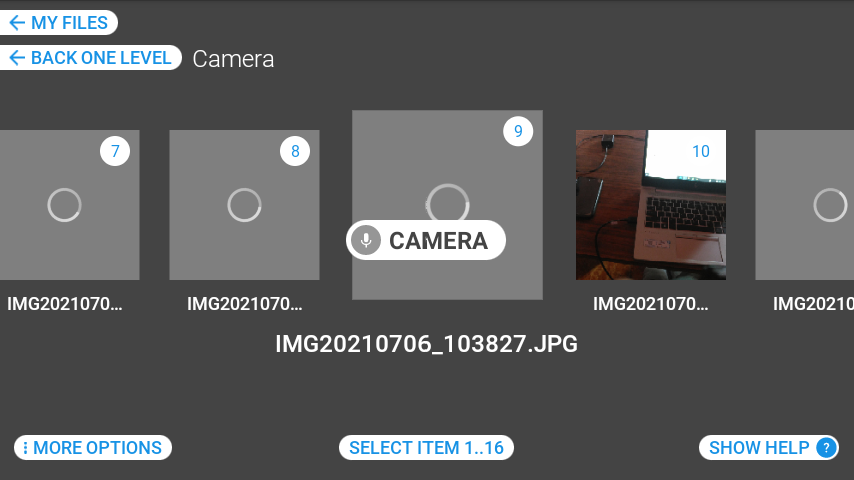 MY FILES
BACK ONE LEVEL
Camera
7
8
9
10
CAMERA
IMG2021070...
IMG2021070...
IMG2021070...
IMG20210
IMG20210706_103827.JPG
MORE OPTIONS
SELECT ITEM 1..16
SHOW HELP ?